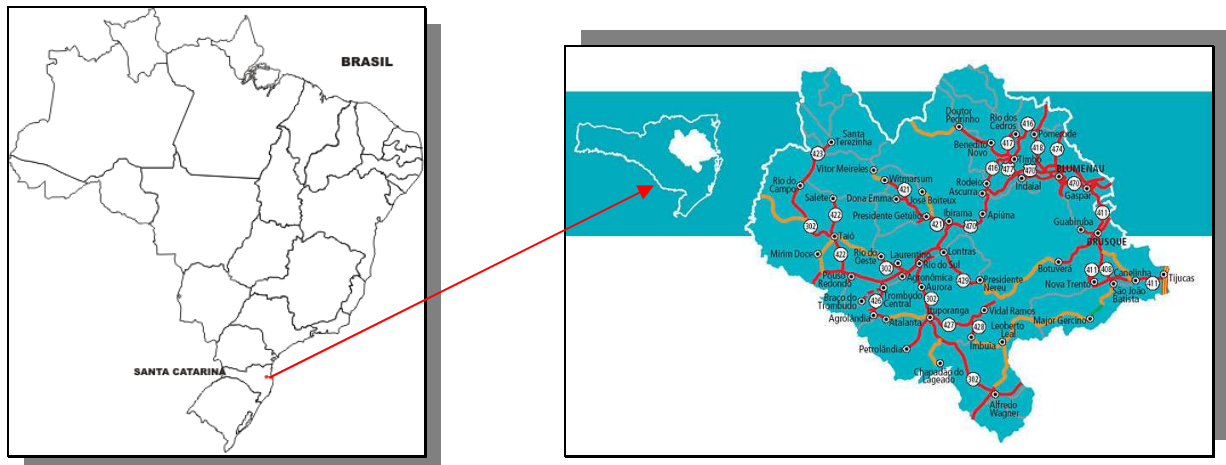 BRASIL
SANTA CATARINA
Doutor
Pedrinho
Rio dos
Cedros
416
Pomerode
Santa
Terezinha
423
Benedito
Novo
417
418
474
Timbó
Vitor Meireles
Witmarsum
416
477
470
BLUMENAU
Rio do
Campo
421
Rodeio
Indaial
470
Salete
Dona Emma
José Boiteux
Ascurra
Gaspar
422
Presidente Getúlio
Ibirama
Apiúna
411
302
421
470
Guabiruba
Taió
BRUSQUE
Mirim Doce
422
Rio do
Oeste
Laurentino
Lontras
302
Rio do Sul
Botuverá
411
408
Canelinha
Tijucas
Pouso
Redondo
Agronômica
429
Presidente
Nereu
Nova Trento
411
Aurora
São João
Batista
Braço do
Trombudo
426
Trombudo
Central
302
Agrolândia
Atalanta
Ituporanga
Vidal Ramos
Major Gercino
427
428
Leoberto
Leal
Petrolândia
Imbuia
Chapadão do
Lageado
302
Alfredo
Wagner